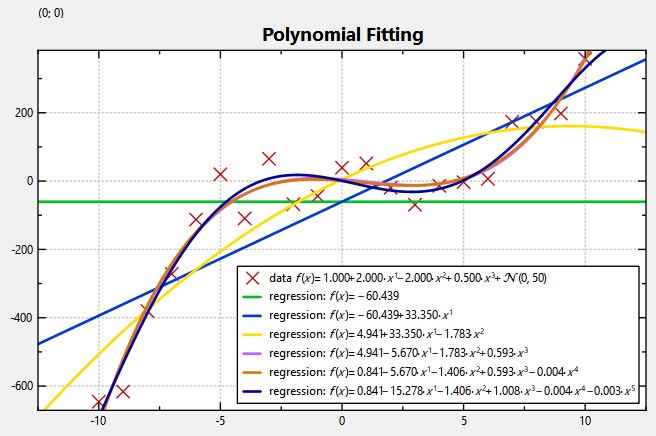 (0; 0)
Polynomial Fitting
200
0
-200
-400
-600
data f(x)= 1.000+2.000·x¹−2.000·x²+0.500·x³+𝒩(0, 50)
regression: f(x)=−60.439
regression: f(x)=−60.439+33.350·x¹
regression: f(x)=4.941+33.350·x¹−1.783·x²
regression: f(x)=4.941−5.670·x¹−1.783·x²+0.593·x³
regression: f(x)=0.841−5.670·x¹−1.406·x²+0.593·x³−0.004·x⁴
regression: f(x)=0.841−15.278·x¹−1.406·x²+1.008·x³−0.004·x⁴−0.003·x⁵
-10 -5 0 5 10